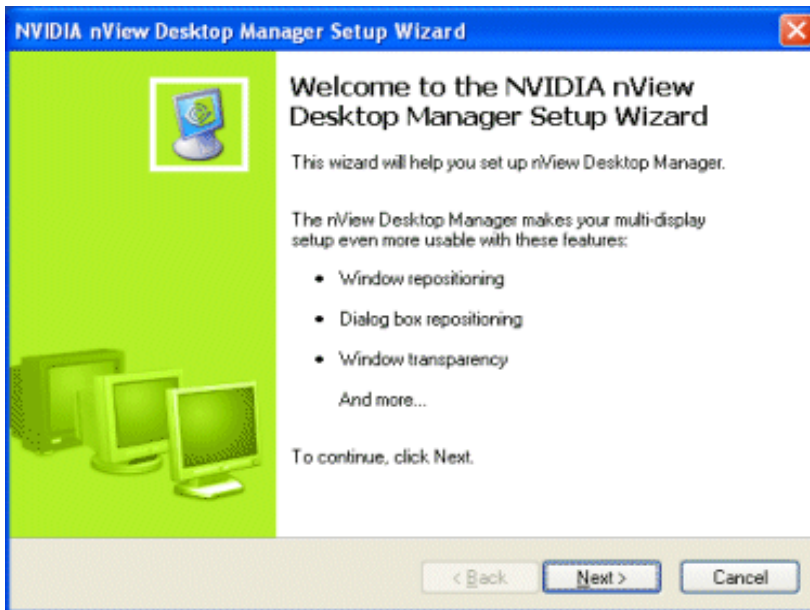 NVIDIA nView Desktop Manager Setup Wizard
Welcome to the NVIDIA nView
Desktop Manager Setup Wizard
This wizard will help you set up nView Desktop Manager.
The nView Desktop Manager makes your multi-display
setup even more usable with these features:
• Window repositioning
• Dialog box repositioning
• Window transparency
And more...
To continue, click Next.
< Back
Next >
Cancel